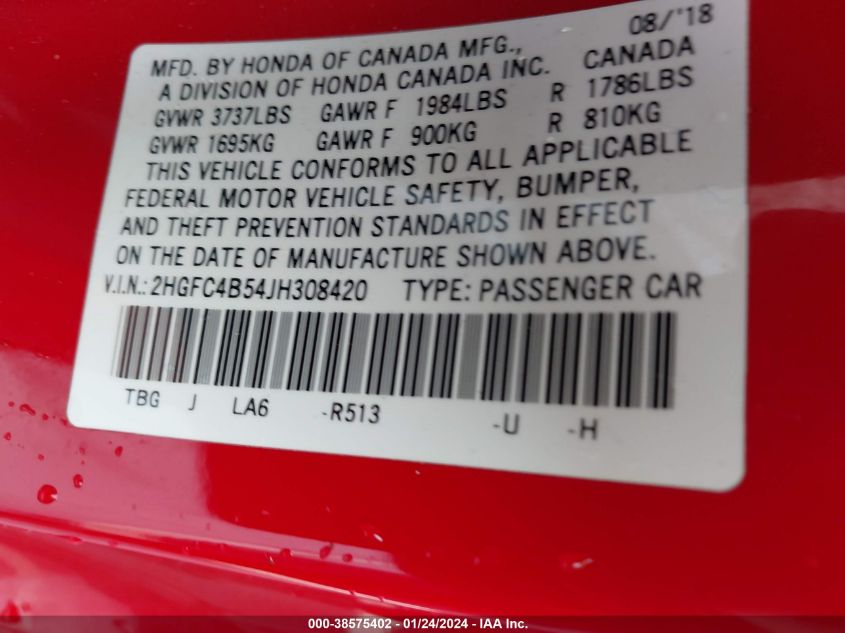 08/'18
MFD. BY HONDA OF CANADA MFG.,
A DIVISION OF HONDA CANADA INC. CANADA
GVWR 3737LBS GAWR F 1984LBS R 1786LBS
GVWR 1695KG GAWR F 900KG R 810KG
THIS VEHICLE CONFORMS TO ALL APPLICABLE
FEDERAL MOTOR VEHICLE SAFETY, BUMPER,
AND THEFT PREVENTION STANDARDS IN EFFECT
ON THE DATE OF MANUFACTURE SHOWN ABOVE.
V.I.N.: 2HGFC4B54JH308420 TYPE: PASSENGER CAR
TBG J LA6 -R513 -U -H
000-38575402 - 01/24/2024 - IAA Inc.